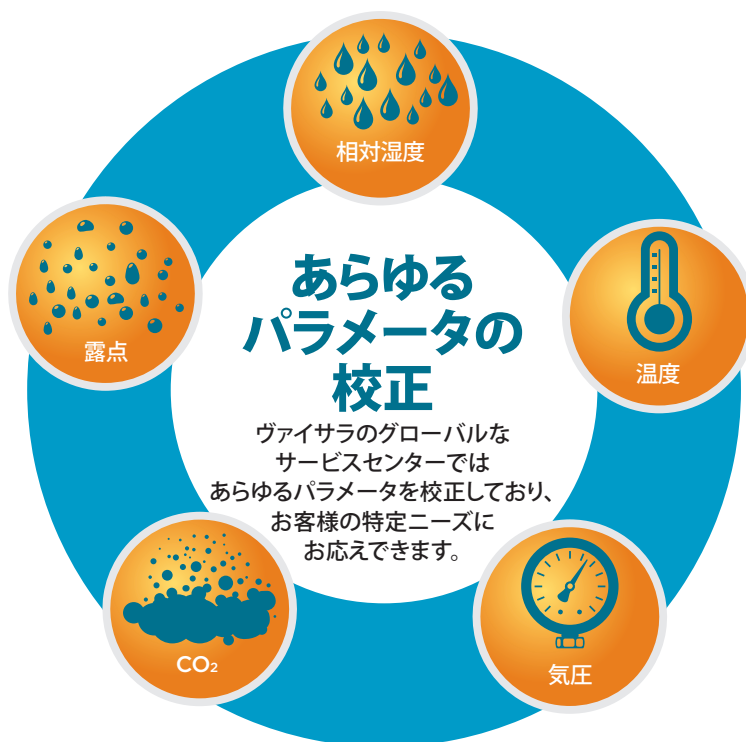 相対湿度
露点
温度
あらゆる
パラメータの
校正
ヴァイサラのグローバルな
サービスセンターでは
あらゆるパラメータを校正しており、
お客様の特定ニーズに
お応えできます。
CO₂
気圧